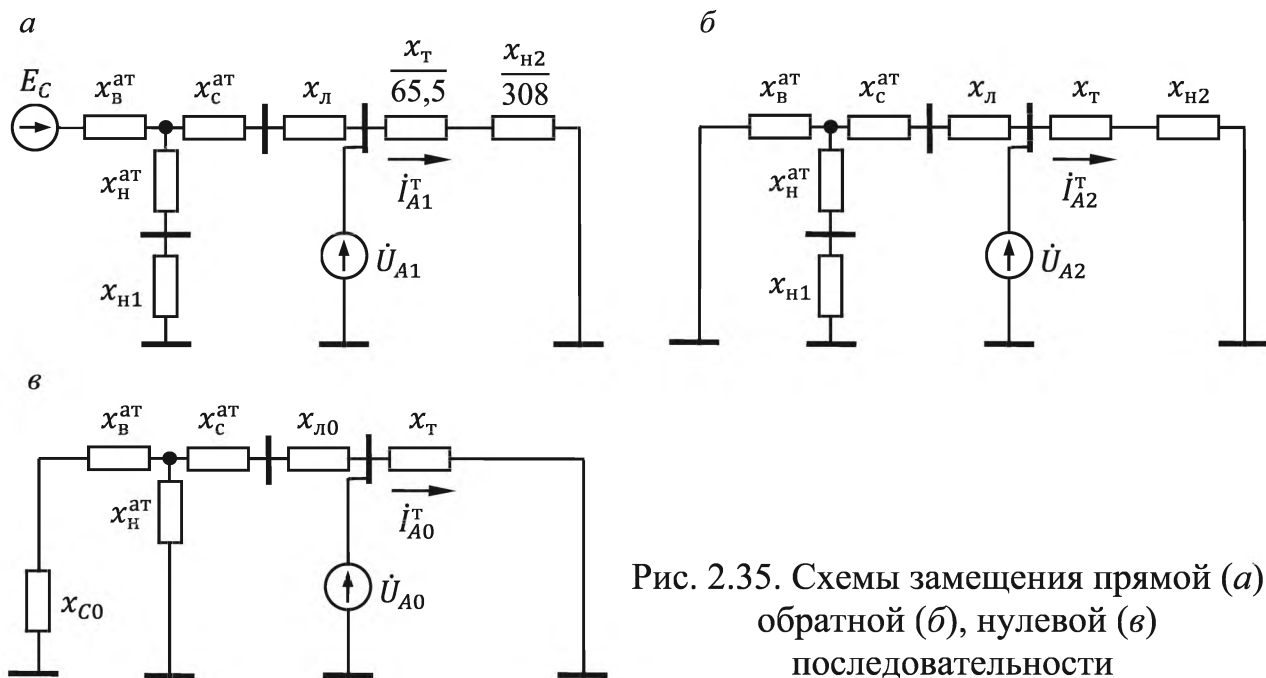 а
б
E_C x_в^ат x_с^ат x_л x_т/65,5 x_н2/308
x_н^ат İ_A1^т
x_н1 U̇_A1
x_в^ат x_с^ат x_л x_т x_н2
x_н^ат İ_A2^т
x_н1 U̇_A2
в
x_в^ат x_с^ат x_л0 x_т
x_н^ат İ_A0^т
x_C0 U̇_A0
Рис. 2.35. Схемы замещения прямой (а)
обратной (б), нулевой (в)
последовательности